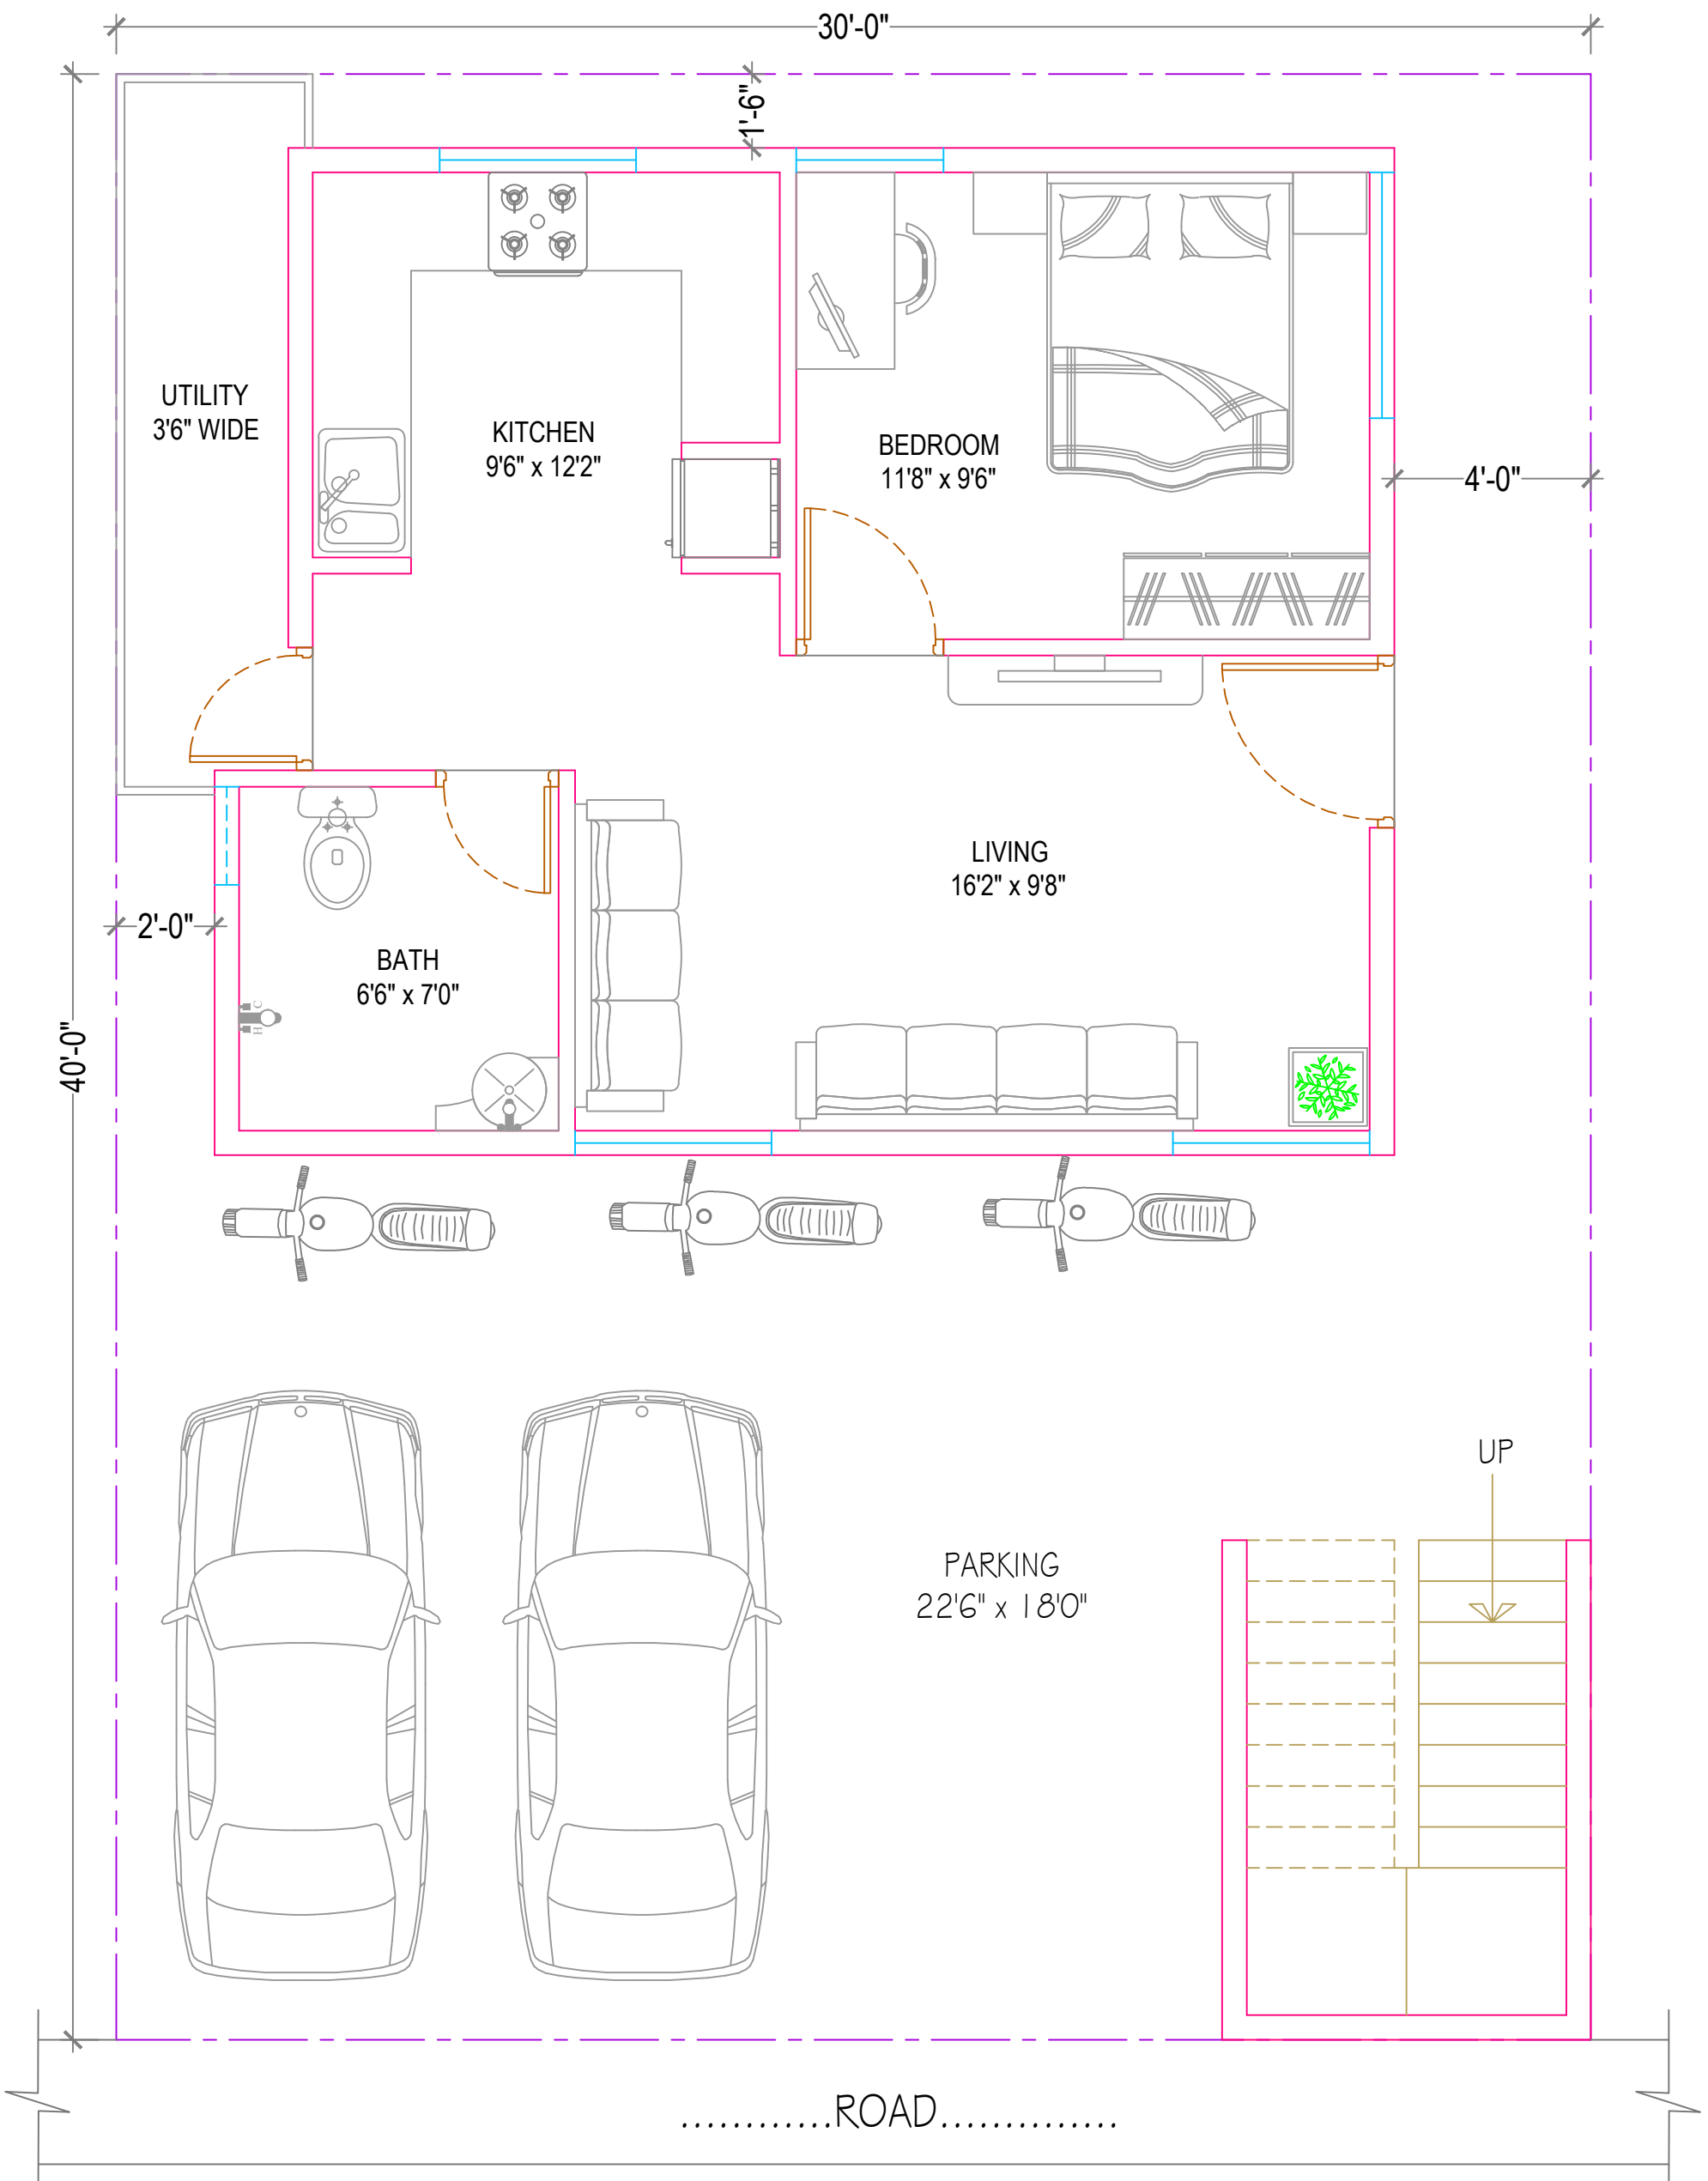 30'-0"
1'-6"
UTILITY
3'6" WIDE
KITCHEN
9'6" x 12'2"
BEDROOM
11'8" x 9'6"
4'-0"
LIVING
16'2" x 9'8"
2'-0"
BATH
6'6" x 7'0"
C
H
40'-0"
UP
PARKING
22'6" x 18'0"
............ROAD..............